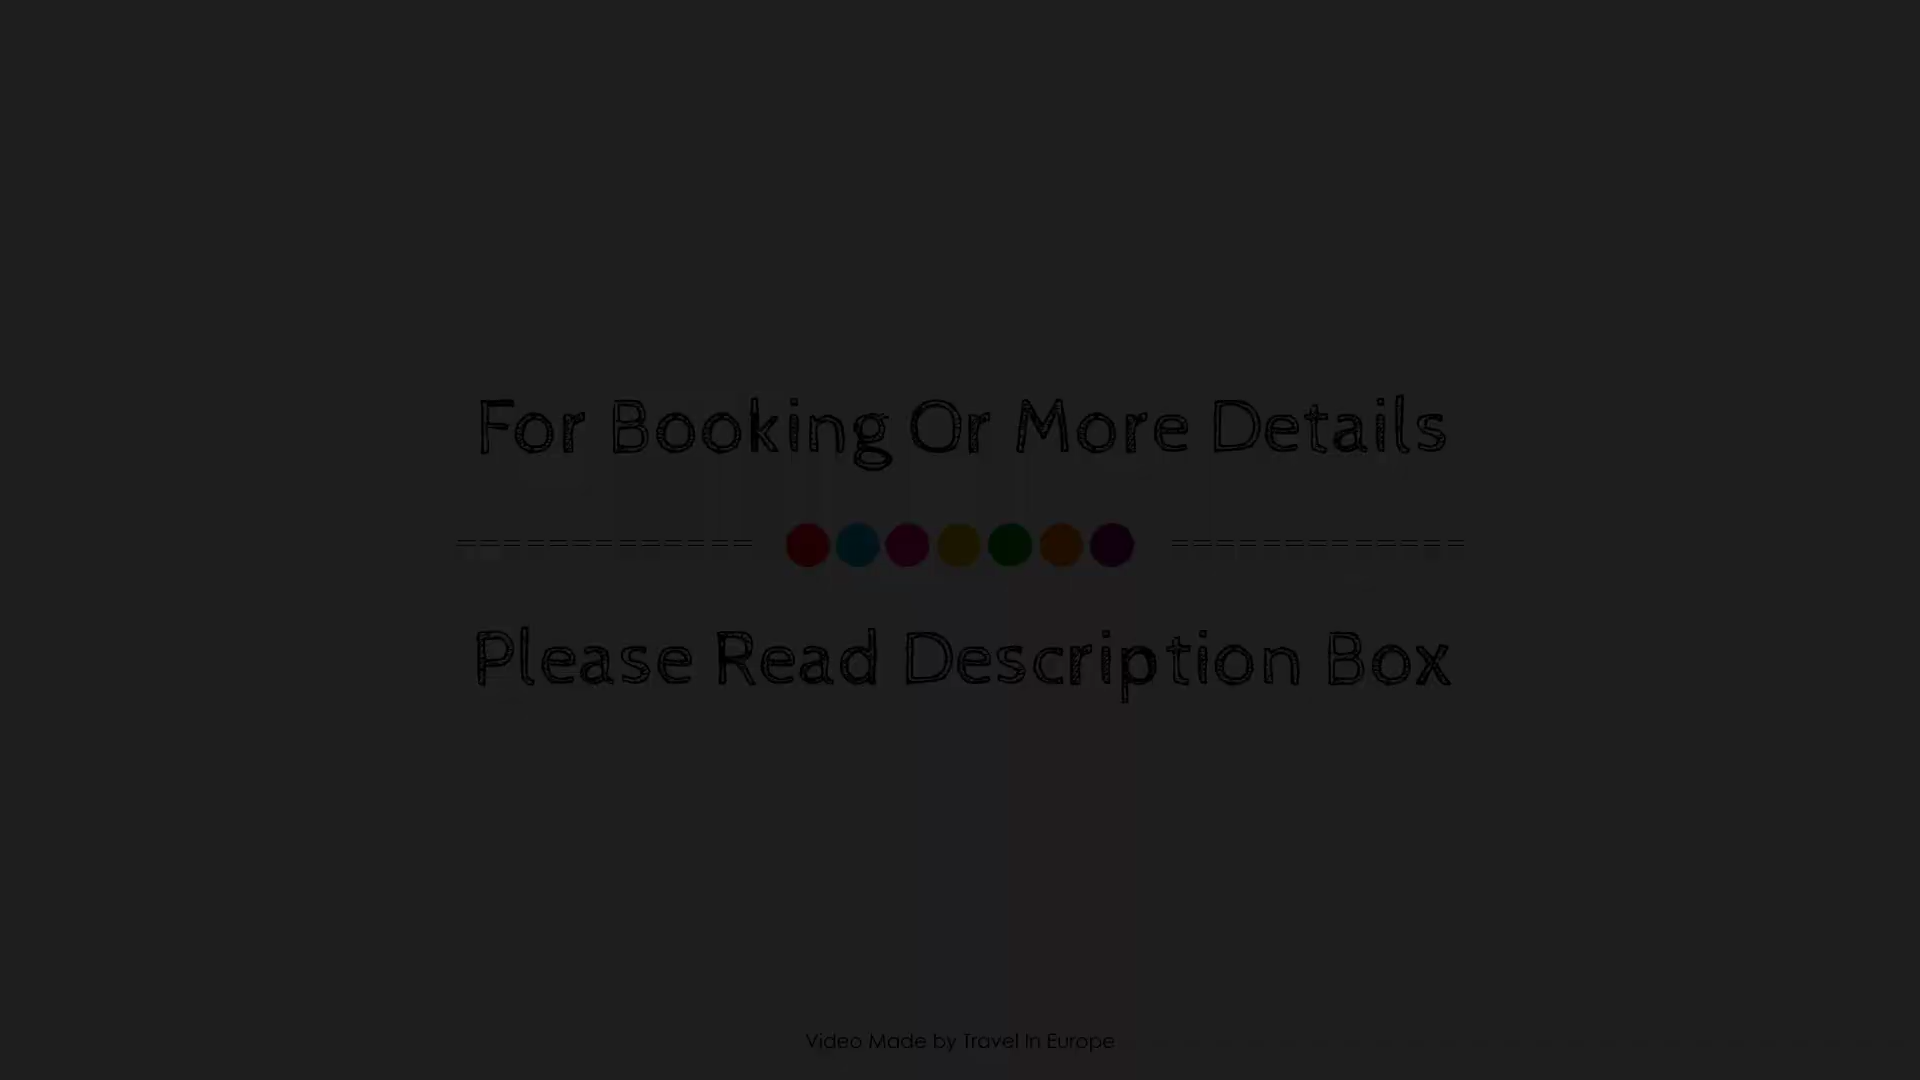 For Booking Or More Details
============= =============
Please Read Description Box
Video Made by Travel In Europe